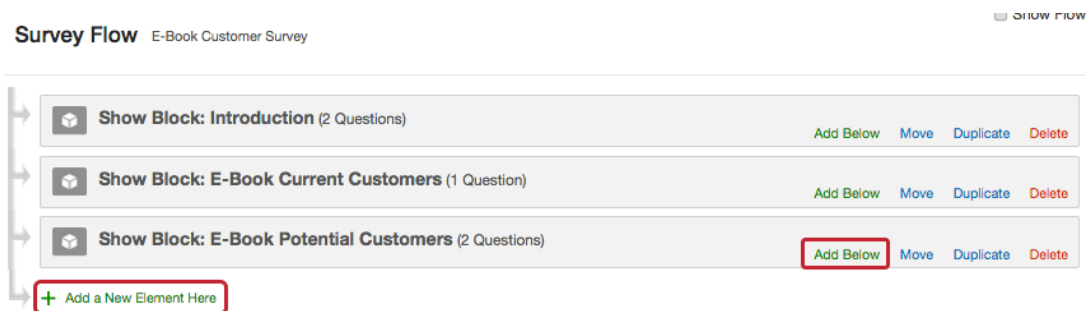 Show Flow
Survey Flow E-Book Customer Survey
Show Block: Introduction (2 Questions)
Add Below Move Duplicate Delete
Show Block: E-Book Current Customers (1 Question)
Add Below Move Duplicate Delete
Show Block: E-Book Potential Customers (2 Questions)
Add Below Move Duplicate Delete
+ Add a New Element Here